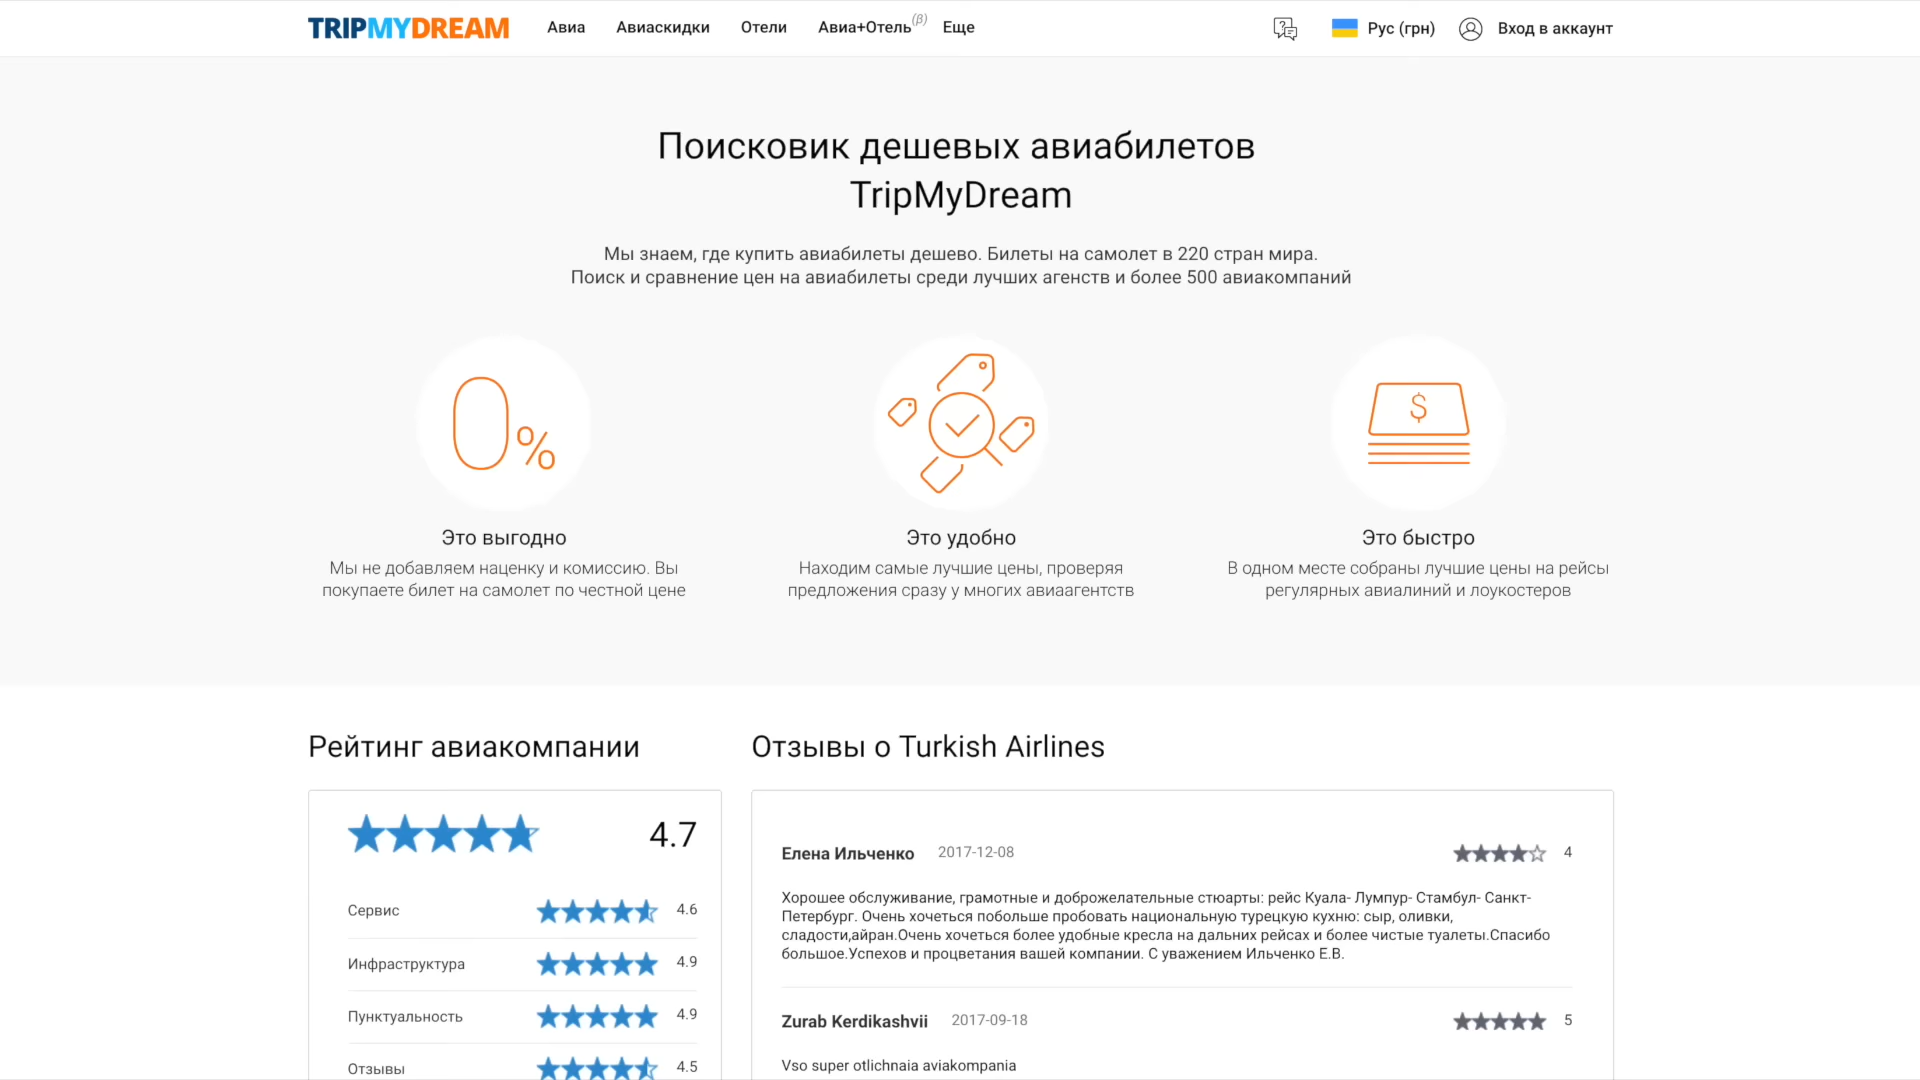 TRIPMYDREAM Авиа Авиаскидки Отели Авиа+Отель(β) Еще Рус (грн) Вход в аккаунт
Поисковик дешевых авиабилетов
TripMyDream
Мы знаем, где купить авиабилеты дешево. Билеты на самолет в 220 стран мира.
Поиск и сравнение цен на авиабилеты среди лучших агенств и более 500 авиакомпаний
0%
$
Это выгодно
Мы не добавляем наценку и комиссию. Вы
покупаете билет на самолет по честной цене
Это удобно
Находим самые лучшие цены, проверяя
предложения сразу у многих авиаагентств
Это быстро
В одном месте собраны лучшие цены на рейсы
регулярных авиалиний и лоукостеров
Рейтинг авиакомпании
4.7
Сервис 4.6
Инфраструктура 4.9
Пунктуальность 4.9
Отзывы 4.5
Отзывы о Turkish Airlines
Елена Ильченко 2017-12-08 4
Хорошее обслуживание, грамотные и доброжелательные стюарты: рейс Куала- Лумпур- Стамбул- Санкт-
Петербург. Очень хочеться побольше пробовать национальную турецкую кухню: сыр, оливки,
сладости,айран.Очень хочеться более удобные кресла на дальних рейсах и более чистые туалеты.Спасибо
большое.Успехов и процветания вашей компании. С уважением Ильченко Е.В.
Zurab Kerdikashvii 2017-09-18 5
Vso super otlichnaia aviakompania